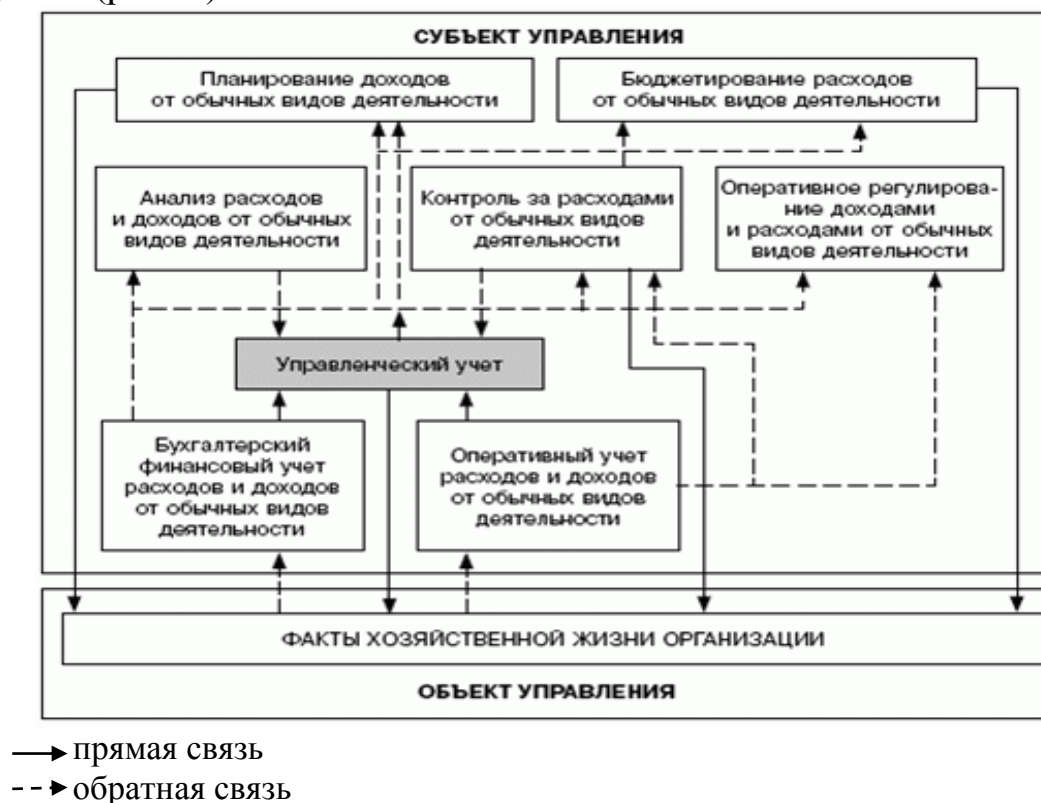 СУБЪЕКТ УПРАВЛЕНИЯ
Планирование доходов
от обычных видов деятельности
Бюджетирование расходов
от обычных видов деятельности
Анализ расходов
и доходов от обычных
видов деятельности
Контроль за расходами
от обычных видов
деятельности
Оперативное регулирова-
ние доходами
и расходами от обычных
видов деятельности
Управленческий учет
Бухгалтерский
финансовый учет
расходов и доходов
от обычных видов
деятельности
Оперативный учет
расходов и доходов
от обычных видов
деятельности
ФАКТЫ ХОЗЯЙСТВЕННОЙ ЖИЗНИ ОРГАНИЗАЦИИ
ОБЪЕКТ УПРАВЛЕНИЯ
прямая связь
обратная связь